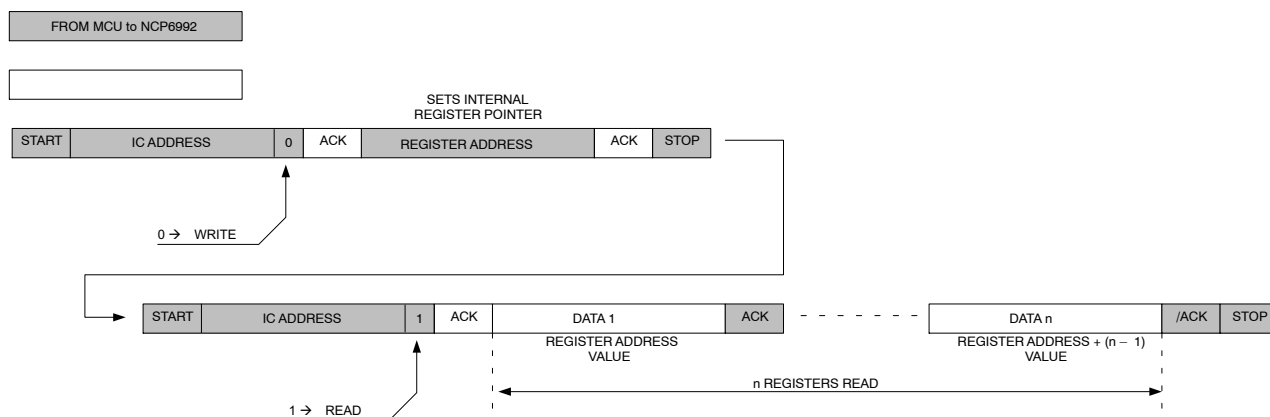 FROM MCU to NCP6992
SETS INTERNAL
REGISTER POINTER
START IC ADDRESS 0 ACK REGISTER ADDRESS ACK STOP
0 → WRITE
START IC ADDRESS 1 ACK DATA 1 ACK DATA n /ACK STOP
REGISTER ADDRESS
VALUE
REGISTER ADDRESS + (n − 1)
VALUE
n REGISTERS READ
1 → READ